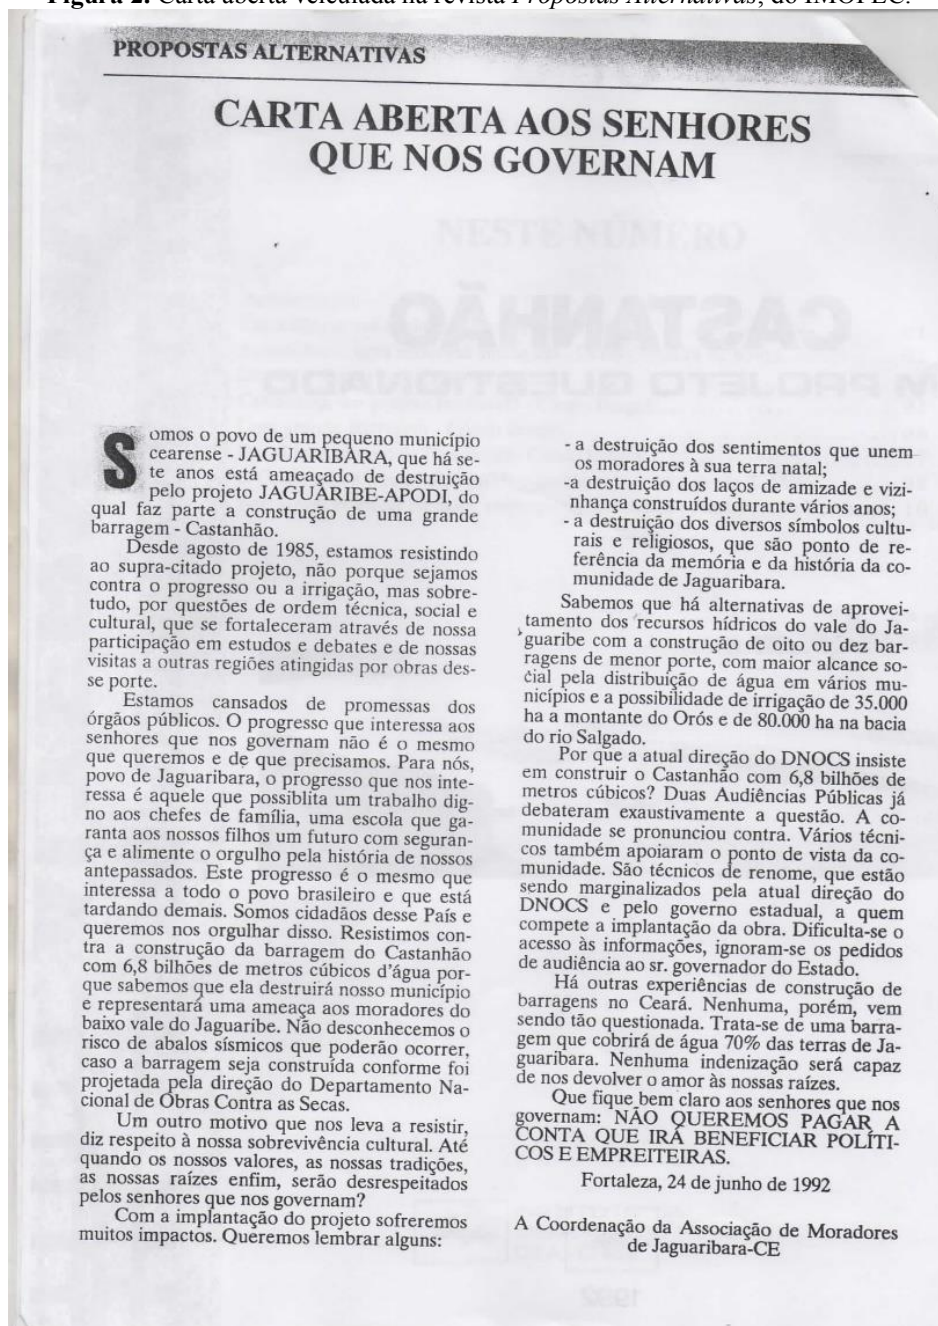 Figura 2. Carta aberta veiculada na revista Propostas Alternativas, do IMOPEC.
PROPOSTAS ALTERNATIVAS
CARTA ABERTA AOS SENHORES
QUE NOS GOVERNAM
NESTE NÚMERO
CASTANHÃO
M PROJETO QUESTIONADO
Somos o povo de um pequeno município
cearense - JAGUARIBARA, que há se-
te anos está ameaçado de destruição
pelo projeto JAGUARIBE-APODI, do
qual faz parte a construção de uma grande
barragem - Castanhão.
Desde agosto de 1985, estamos resistindo
ao supra-citado projeto, não porque sejamos
contra o progresso ou a irrigação, mas sobre-
tudo, por questões de ordem técnica, social e
cultural, que se fortaleceram através de nossa
participação em estudos e debates e de nossas
visitas a outras regiões atingidas por obras des-
se porte.
Estamos cansados de promessas dos
órgãos públicos. O progresso que interessa aos
senhores que nos governam não é o mesmo
que queremos e de que precisamos. Para nós,
povo de Jaguaribara, o progresso que nos inte-
ressa é aquele que possiblita um trabalho dig-
no aos chefes de família, uma escola que ga-
ranta aos nossos filhos um futuro com seguran-
ça e alimente o orgulho pela história de nossos
antepassados. Este progresso é o mesmo que
interessa a todo o povo brasileiro e que está
tardando demais. Somos cidadãos desse País e
queremos nos orgulhar disso. Resistimos con-
tra a construção da barragem do Castanhão
com 6,8 bilhões de metros cúbicos d'água por-
que sabemos que ela destruirá nosso município
e representará uma ameaça aos moradores do
baixo vale do Jaguaribe. Não desconhecemos o
risco de abalos sísmicos que poderão ocorrer,
caso a barragem seja construída conforme foi
projetada pela direção do Departamento Na-
cional de Obras Contra as Secas.
Um outro motivo que nos leva a resistir,
diz respeito à nossa sobrevivência cultural. Até
quando os nossos valores, as nossas tradições,
as nossas raízes enfim, serão desrespeitados
pelos senhores que nos governam?
Com a implantação do projeto sofreremos
muitos impactos. Queremos lembrar alguns:
- a destruição dos sentimentos que unem
os moradores à sua terra natal;
-a destruição dos laços de amizade e vizi-
nhança construídos durante vários anos;
- a destruição dos diversos símbolos cultu-
rais e religiosos, que são ponto de re-
ferência da memória e da história da co-
munidade de Jaguaribara.
Sabemos que há alternativas de aprovei-
tamento dos recursos hídricos do vale do Ja-
guaribe com a construção de oito ou dez bar-
ragens de menor porte, com maior alcance so-
cial pela distribuição de água em vários mu-
nicípios e a possibilidade de irrigação de 35.000
ha a montante do Orós e de 80.000 ha na bacia
do rio Salgado.
Por que a atual direção do DNOCS insiste
em construir o Castanhão com 6,8 bilhões de
metros cúbicos? Duas Audiências Públicas já
debateram exaustivamente a questão. A co-
munidade se pronunciou contra. Vários técni-
cos também apoiaram o ponto de vista da co-
munidade. São técnicos de renome, que estão
sendo marginalizados pela atual direção do
DNOCS e pelo governo estadual, a quem
compete a implantação da obra. Dificulta-se o
acesso às informações, ignoram-se os pedidos
de audiência ao sr. governador do Estado.
Há outras experiências de construção de
barragens no Ceará. Nenhuma, porém, vem
sendo tão questionada. Trata-se de uma barra-
gem que cobrirá de água 70% das terras de Ja-
guaribara. Nenhuma indenização será capaz
de nos devolver o amor às nossas raízes.
Que fique bem claro aos senhores que nos
governam: NÃO QUEREMOS PAGAR A
CONTA QUE IRÁ BENEFICIAR POLÍTI-
COS E EMPREITEIRAS.
Fortaleza, 24 de junho de 1992
A Coordenação da Associação de Moradores
de Jaguaribara-CE
1992